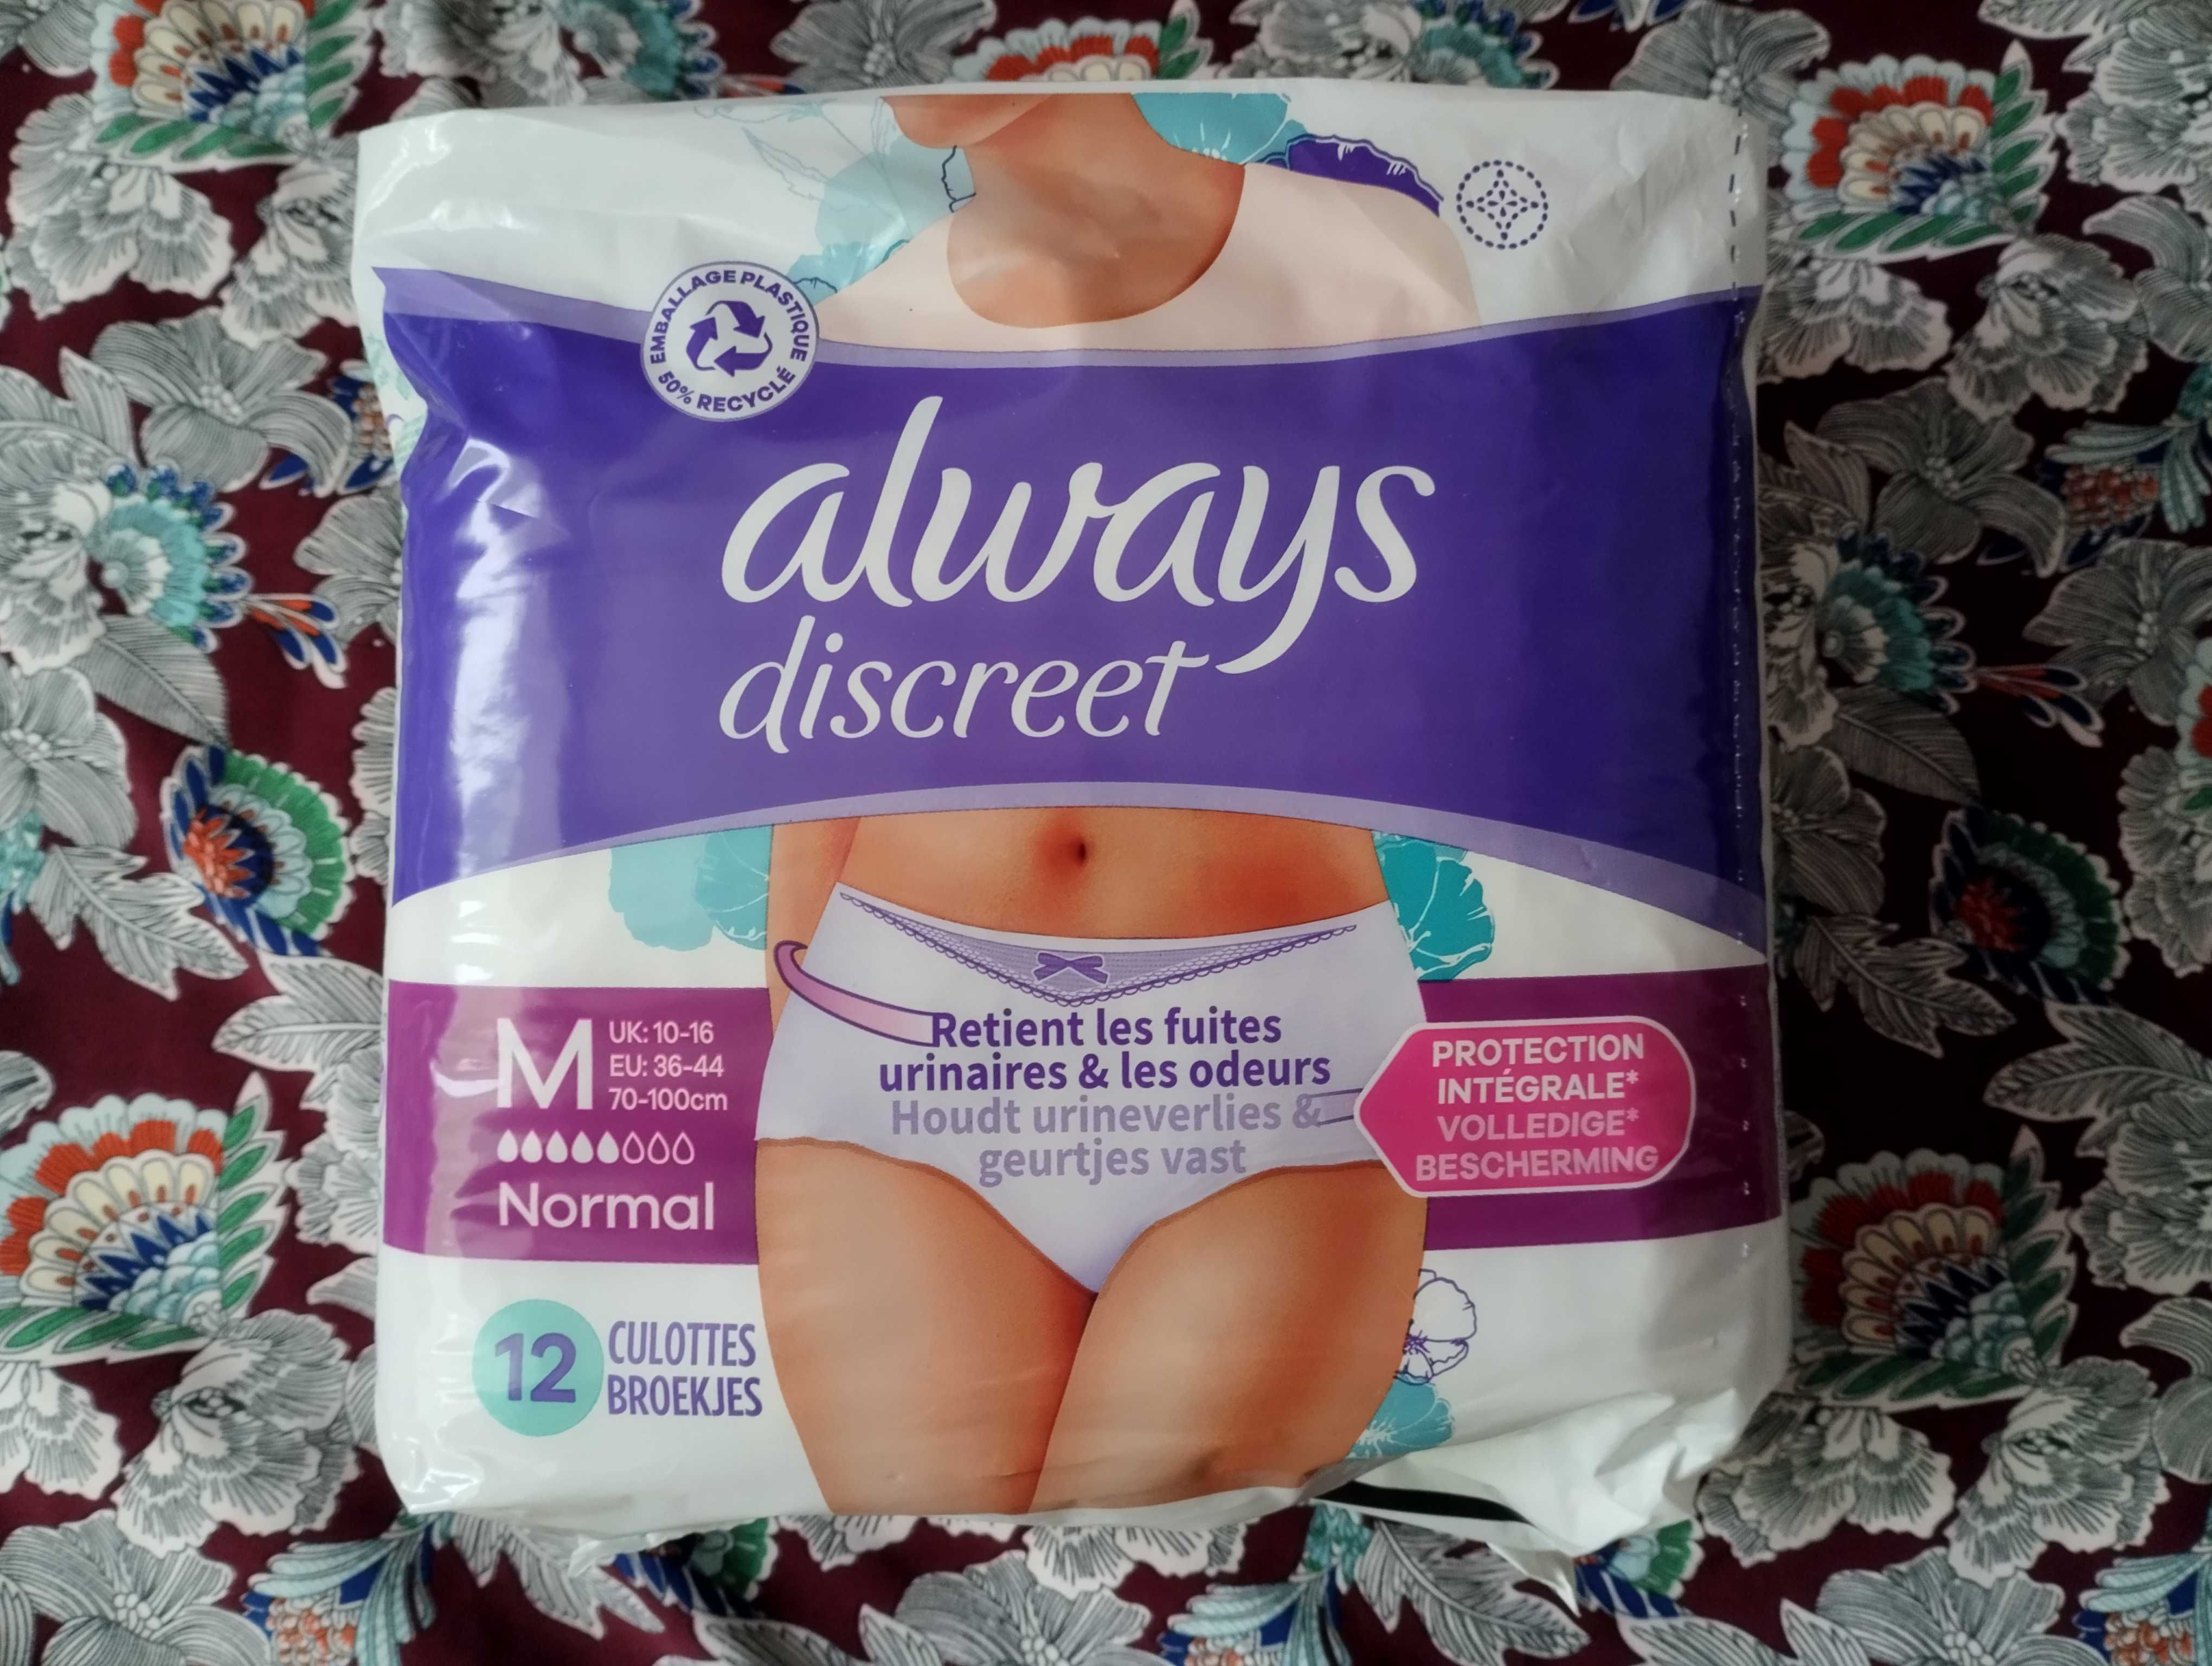 EMBALLAGE PLASTIQUE
50% RECYCLÉ
always
discreet
M
UK: 10-16
EU: 36-44
70-100cm
Normal
Retient les fuites
urinaires & les odeurs
Houdt urineverlies &
geurtjes vast
PROTECTION
INTÉGRALE*
VOLLEDIGE*
BESCHERMING
12
CULOTTES
BROEKJES